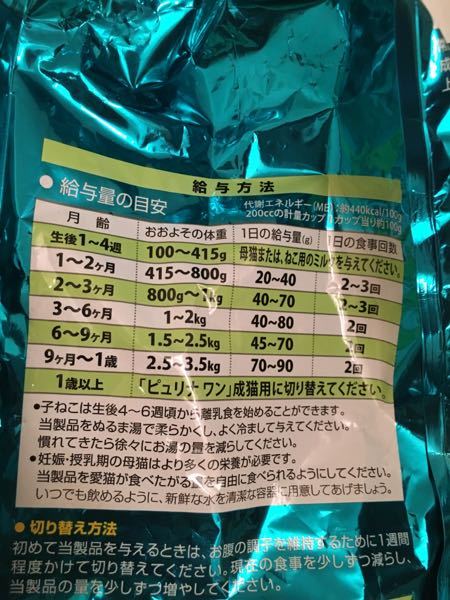 給与方法
● 給与量の目安
代謝エネルギー(ME):約440kcal/100g
200ccの計量カップ 1カップ当り約100g
月齢 おおよその体重 1日の給与量(g) 1日の食事回数
生後1~4週 100~415g 母猫または、ねこ用のミルクを与えてください。
1~2ヶ月 415~800g 20~40 2~3回
2~3ヶ月 800g~1kg 40~70 2~3回
3~6ヶ月 1~2kg 40~80 2回
6~9ヶ月 1.5~2.5kg 45~70 2回
9ヶ月~1歳 2.5~3.5kg 70~90 2回
1歳以上 「ピュリナ ワン」成猫用に切り替えてください。
●子ねこは生後4~6週頃から離乳食を始めることができます。
当製品をぬるま湯で柔らかくし、よく冷まして与えてください。
慣れてきたら徐々にお湯の量を減らしてください。
●妊娠・授乳期の母猫はより多くの栄養が必要です。
当製品を愛猫が食べたがる量を自由に食べられるようにしてください。
いつでも飲めるように、新鮮な水を清潔な容器に用意してあげましょう。
● 切り替え方法
初めて当製品を与えるときは、お腹の調子を維持するために1週間
程度かけて切り替えてください。現在の食事を少しずつ減らし、
当製品の量を少しずつ増やしてください。